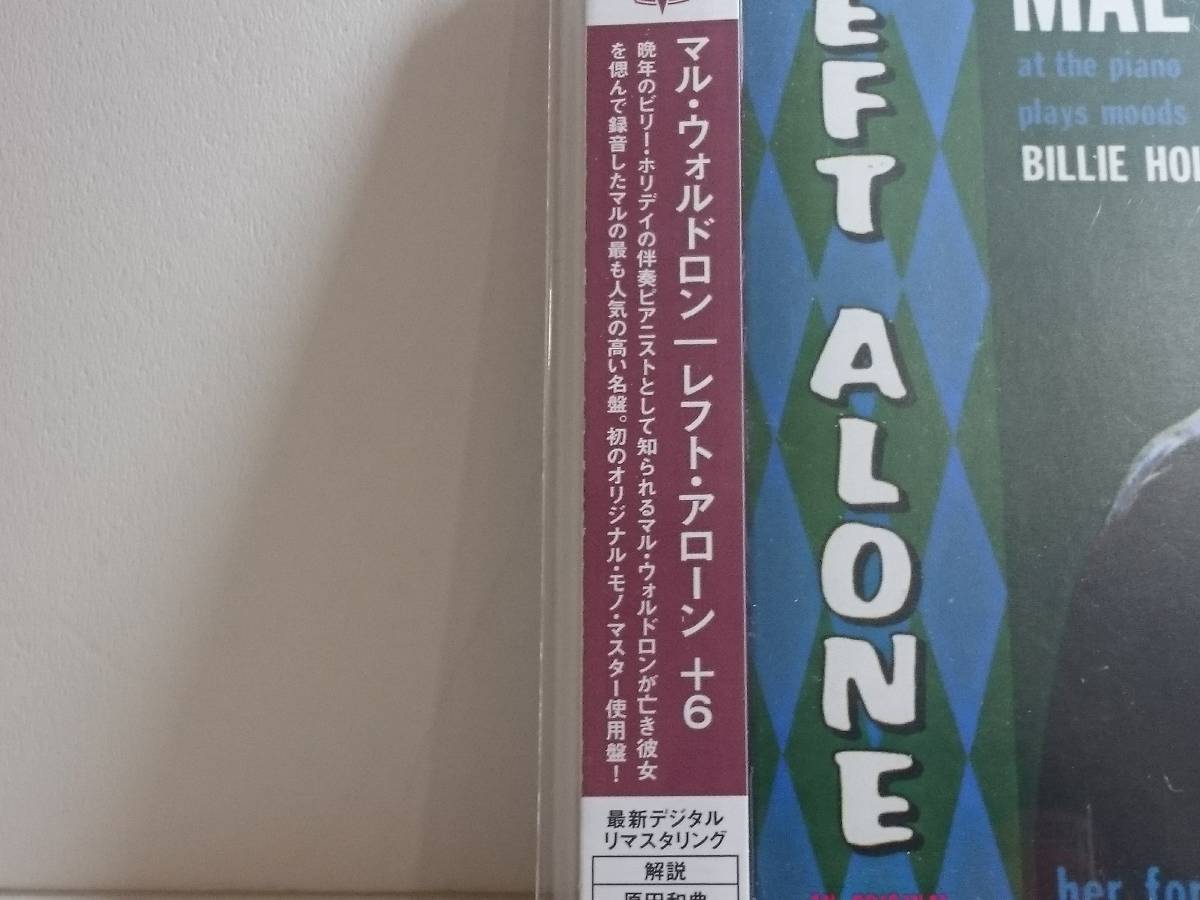 マル・ウォルドロン｜レフト・アローン +6
晩年のビリー・ホリデイの伴奏ピアニストとして知られるマル・ウォルドロンが亡き彼女
を偲んで録音したマルの最も人気の高い名盤。初のオリジナル・モノ・マスター使用盤！
最新デジタル
リマスタリング
解説
原田和典
EFT ALONE
MAL
at the piano
plays moods
BILLIE HOL
her for